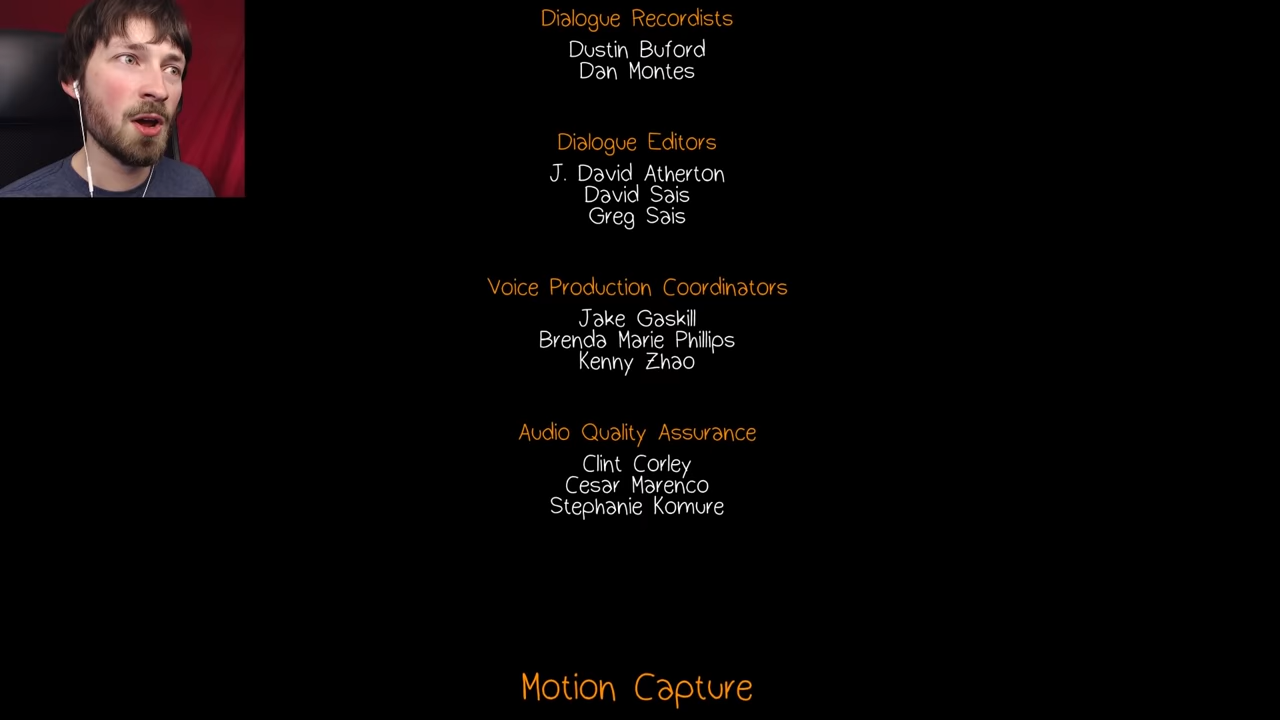 Dialogue Recordists
Dustin Buford
Dan Montes
Dialogue Editors
J. David Atherton
David Sais
Greg Sais
Voice Production Coordinators
Jake Gaskill
Brenda Marie Phillips
Kenny Zhao
Audio Quality Assurance
Clint Corley
Cesar Marenco
Stephanie Komure
Motion Capture